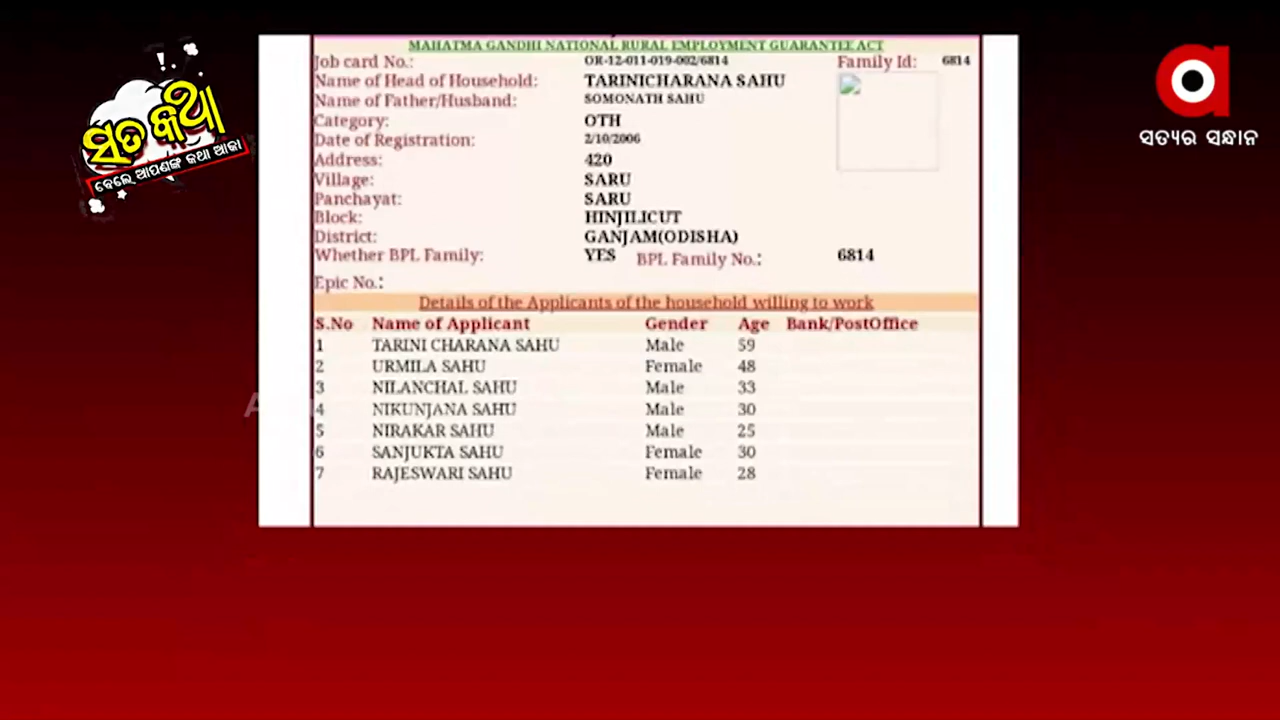 ସତ କଥା
ବେଲେ ଆପଣଙ୍କ କଥା ଆଜ୍ଞା
a
ସତ୍ୟର ସନ୍ଧାନ
MAHATMA GANDHI NATIONAL RURAL EMPLOYMENT GUARANTEE ACT
Job card No.: OR-12-011-019-002/6814 Family Id: 6814
Name of Head of Household: TARINICHARANA SAHU
Name of Father/Husband: SOMONATH SAHU
Category: OTH
Date of Registration: 2/10/2006
Address: 420
Village: SARU
Panchayat: SARU
Block: HINJILICUT
District: GANJAM(ODISHA)
Whether BPL Family: YES BPL Family No.: 6814
Epic No.:
Details of the Applicants of the household willing to work
S.No Name of Applicant Gender Age Bank/PostOffice
1 TARINI CHARANA SAHU Male 59
2 URMILA SAHU Female 48
3 NILANCHAL SAHU Male 33
4 NIKUNJANA SAHU Male 30
5 NIRAKAR SAHU Male 25
6 SANJUKTA SAHU Female 30
7 RAJESWARI SAHU Female 28